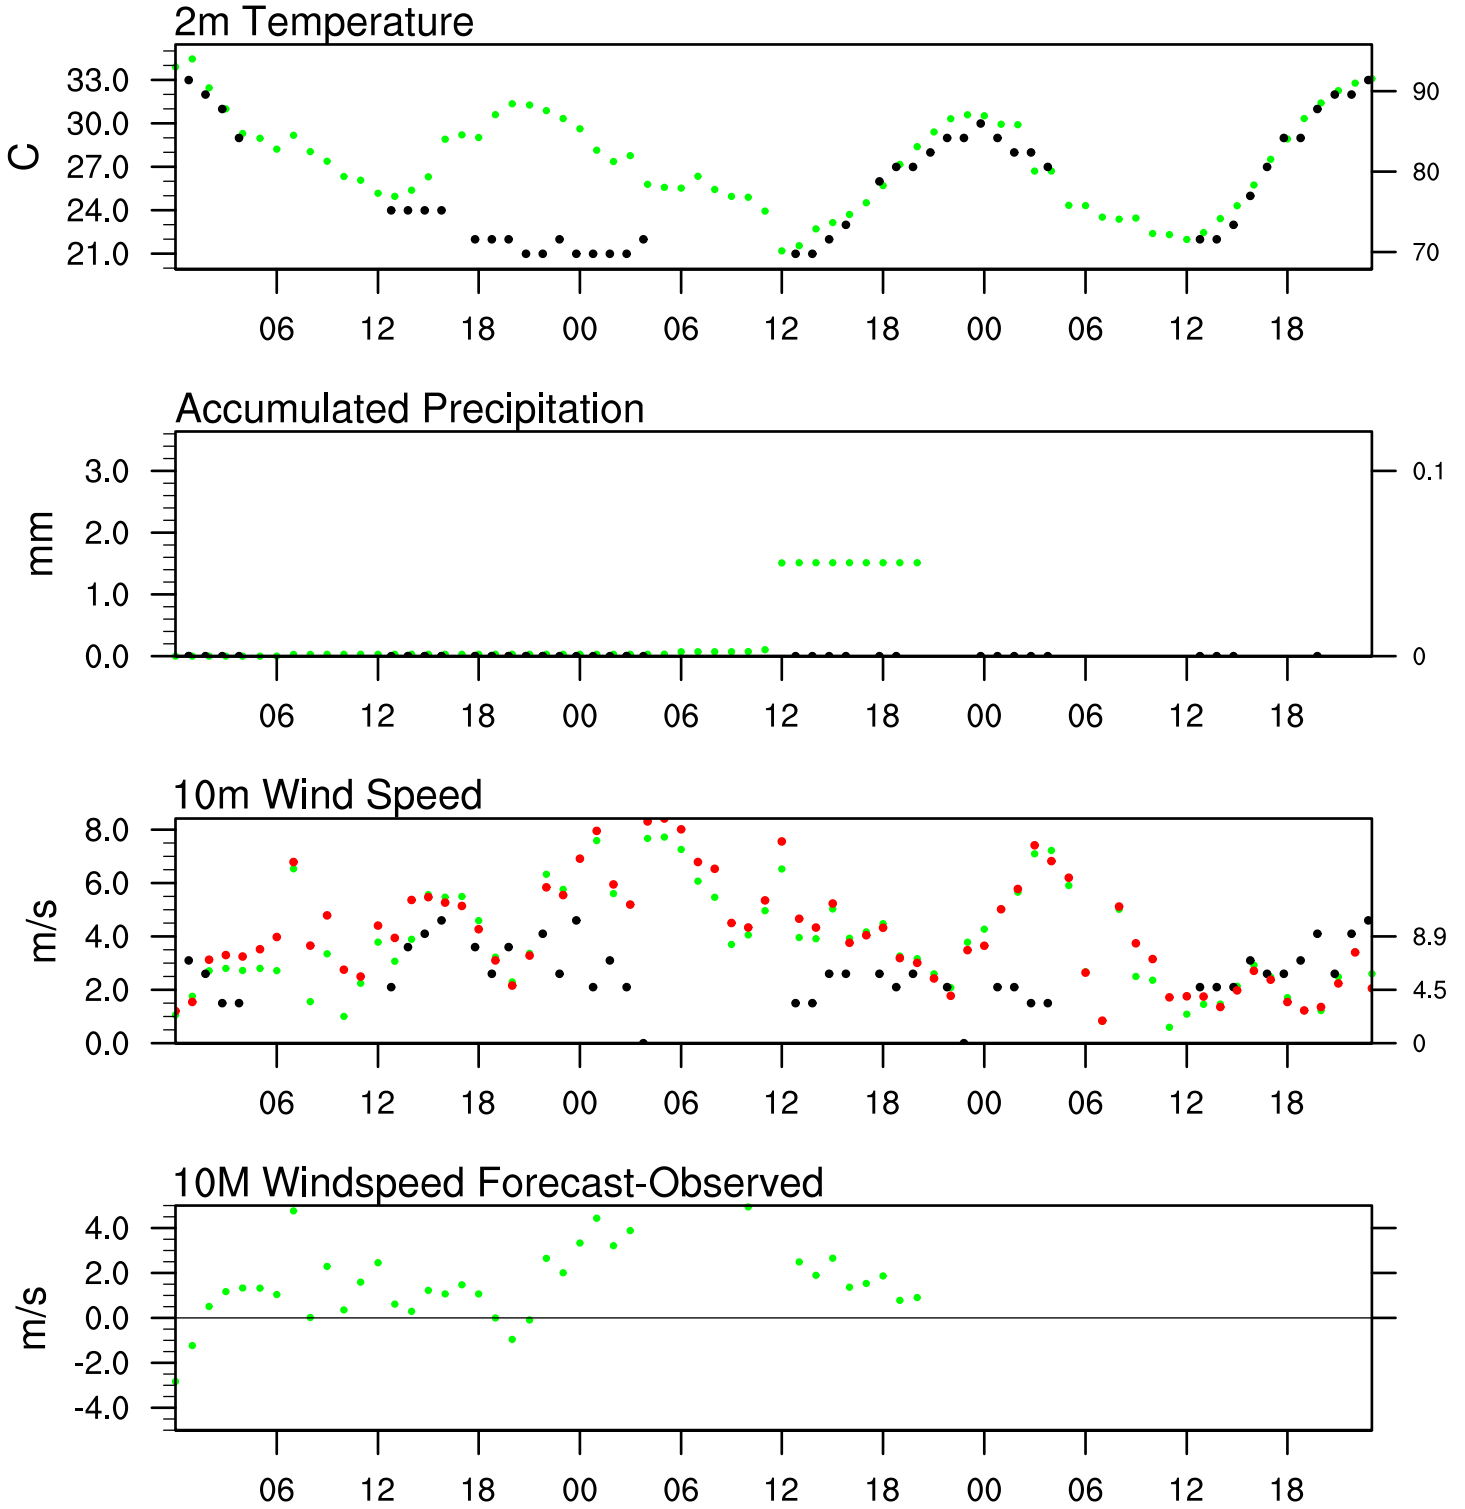 2m Temperature
C
33.0
30.0
27.0
24.0
21.0
90
80
70
06 12 18 00 06 12 18 00 06 12 18
Accumulated Precipitation
mm
3.0
2.0
1.0
0.0
0.1
0
06 12 18 00 06 12 18 00 06 12 18
10m Wind Speed
m/s
8.0
6.0
4.0
2.0
0.0
8.9
4.5
0
06 12 18 00 06 12 18 00 06 12 18
10M Windspeed Forecast-Observed
m/s
4.0
2.0
0.0
-2.0
-4.0
06 12 18 00 06 12 18 00 06 12 18